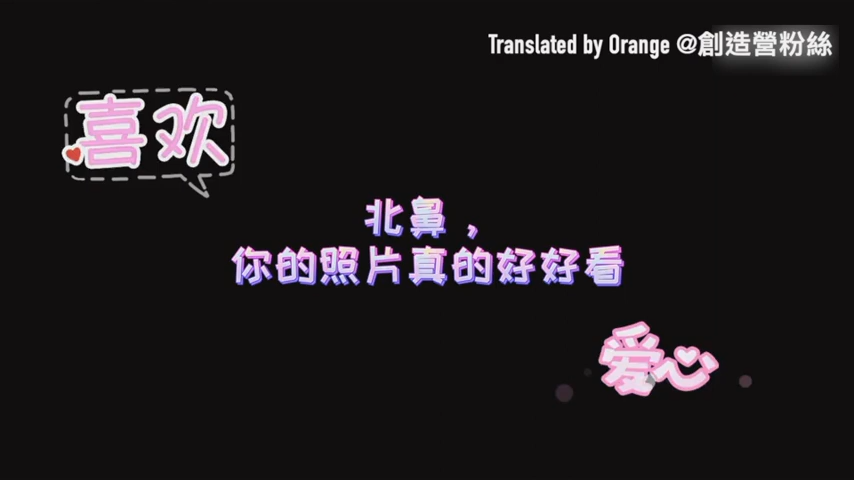 Translated by Orange @創造營粉絲
喜欢
北鼻，
你的照片真的好好看
爱心